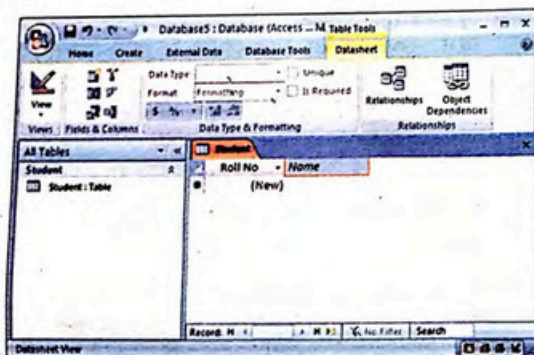 Database5 : Database (Access ... M Table Tools
Home Create External Data Database Tools Datasheet
Data Type : Unique
Format : Formatting Is Required
View Relationships Object Dependencies
$ %
Views Fields & Columns Data Type & Formatting Relationships
All Tables
Student
Student : Table
Student
Roll No Name
(New)
Record: No Filter Search
Datasheet View